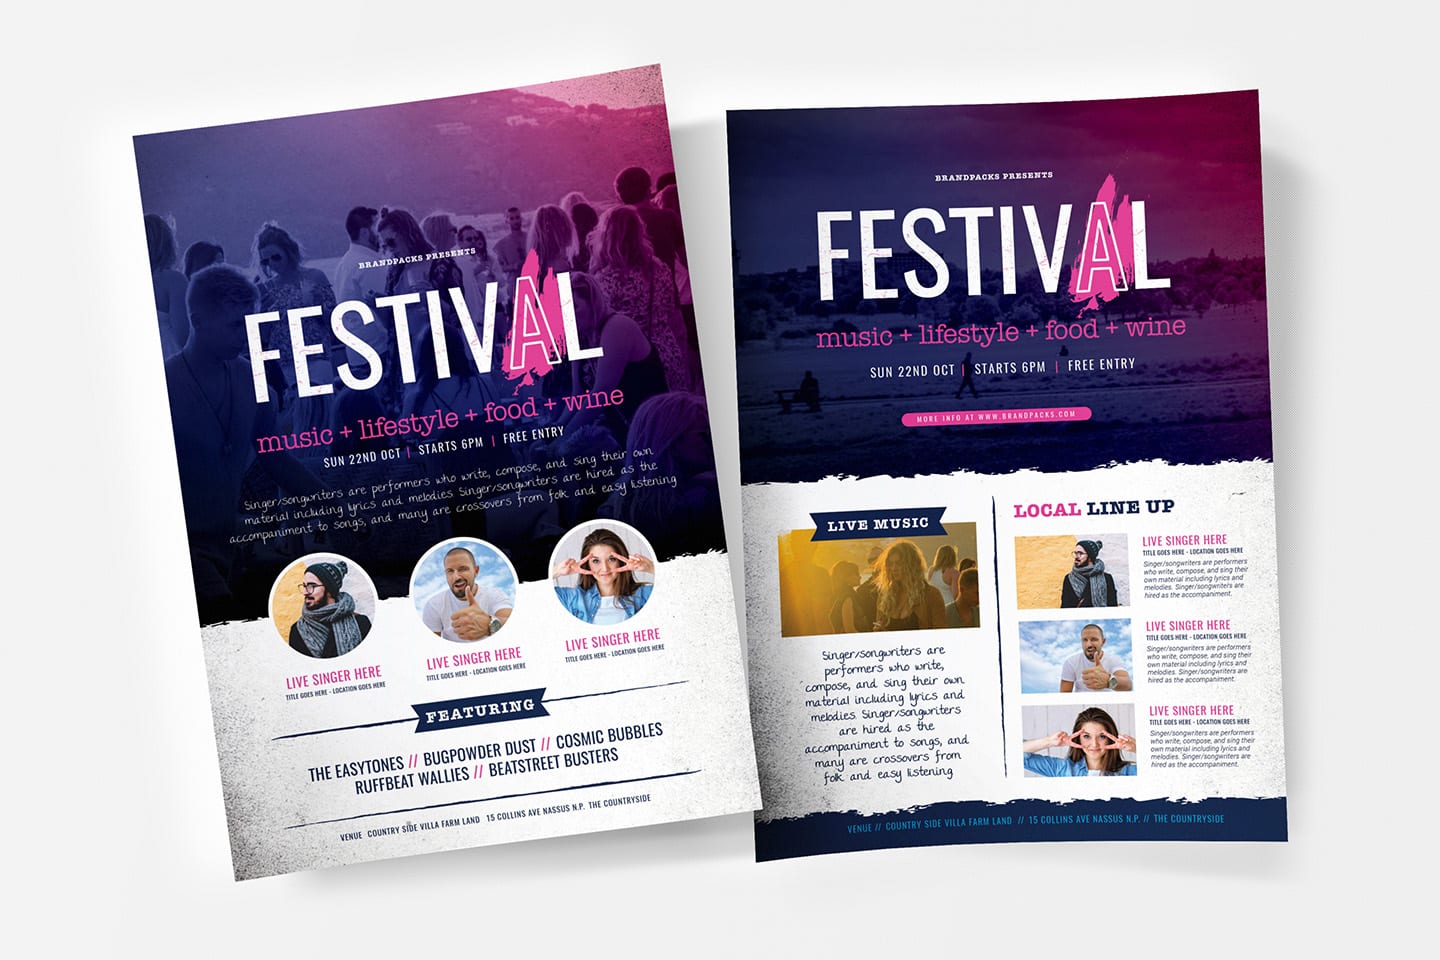 BRANDPACKS PRESENTS
FESTIVAL
music + lifestyle + food + wine
SUN 22ND OCT | STARTS 6PM | FREE ENTRY
Singer/songwriters are performers who write, compose, and sing their own
material including lyrics and melodies Singer/songwriters are hired as the
accompaniment to songs, and many are crossovers from folk and easy listening
LIVE SINGER HERE
TITLE GOES HERE - LOCATION GOES HERE
LIVE SINGER HERE
TITLE GOES HERE - LOCATION GOES HERE
LIVE SINGER HERE
TITLE GOES HERE - LOCATION GOES HERE
FEATURING
THE EASYTONES // BUGPOWDER DUST // COSMIC BUBBLES
RUFFBEAT WALLIES // BEATSTREET BUSTERS
VENUE COUNTRY SIDE VILLA FARM LAND 15 COLLINS AVE NASSUS N.P. THE COUNTRYSIDE
BRANDPACKS PRESENTS
FESTIVAL
music + lifestyle + food + wine
SUN 22ND OCT | STARTS 6PM | FREE ENTRY
MORE INFO AT WWW.BRANDPACKS.COM
LIVE MUSIC
Singer/songwriters are
performers who write,
compose, and sing their own
material including lyrics and
melodies Singer/songwriters
are hired as the
accompaniment to songs, and
many are crossovers from
folk and easy listening
LOCAL LINE UP
LIVE SINGER HERE
TITLE GOES HERE - LOCATION GOES HERE
Singer/songwriters are performers
who write, compose, and sing their
own material including lyrics and
melodies. Singer/songwriters are
hired as the accompaniment.
LIVE SINGER HERE
TITLE GOES HERE - LOCATION GOES HERE
Singer/songwriters are performers
who write, compose, and sing their
own material including lyrics and
melodies. Singer/songwriters are
hired as the accompaniment.
LIVE SINGER HERE
TITLE GOES HERE - LOCATION GOES HERE
Singer/songwriters are performers
who write, compose, and sing their
own material including lyrics and
melodies. Singer/songwriters are
hired as the accompaniment.
VENUE // COUNTRY SIDE VILLA FARM LAND // 15 COLLINS AVE NASSUS N.P. // THE COUNTRYSIDE